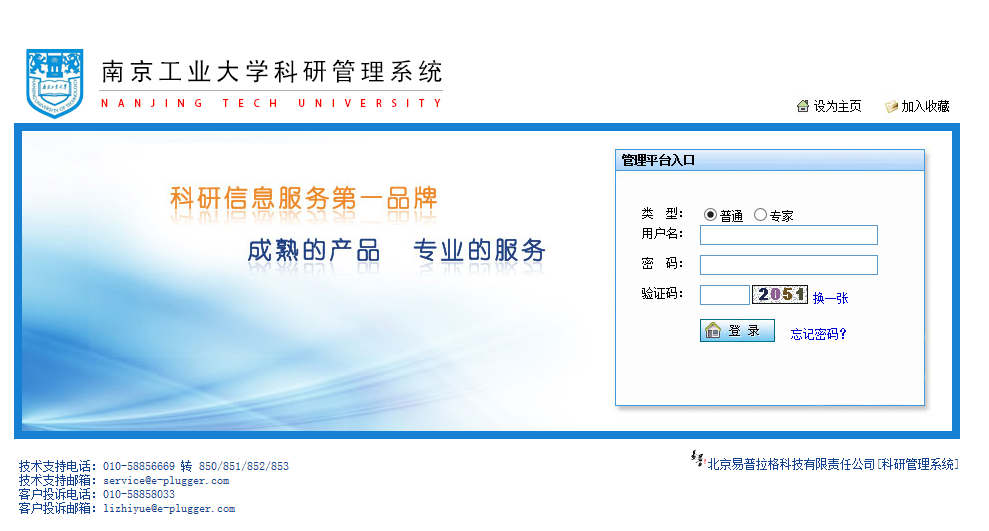 南京工业大学科研管理系统
NANJING TECH UNIVERSITY
设为主页 加入收藏
管理平台入口
科研信息服务第一品牌
成熟的产品 专业的服务
类 型: 普通 专家
用户名:
密 码:
验证码: 2051 换一张
登 录 忘记密码?
技术支持电话: 010-58856669 转 850/851/852/853
技术支持邮箱: service@e-plugger.com
客户投诉电话: 010-58858033
客户投诉邮箱: lizhiyue@e-plugger.com
北京易普拉格科技有限责任公司[科研管理系统]